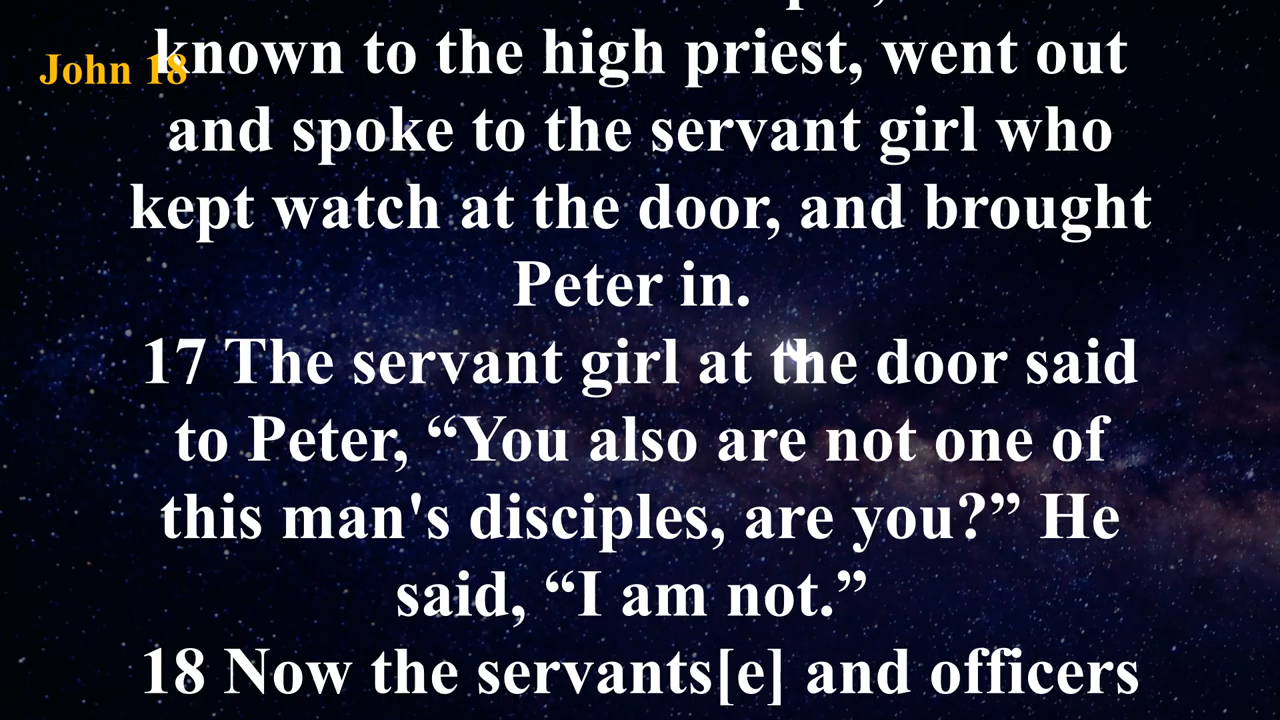 John 18
known to the high priest, went out
and spoke to the servant girl who
kept watch at the door, and brought
Peter in.
17 The servant girl at the door said
to Peter, “You also are not one of
this man's disciples, are you?” He
said, “I am not.”
18 Now the servants[e] and officers